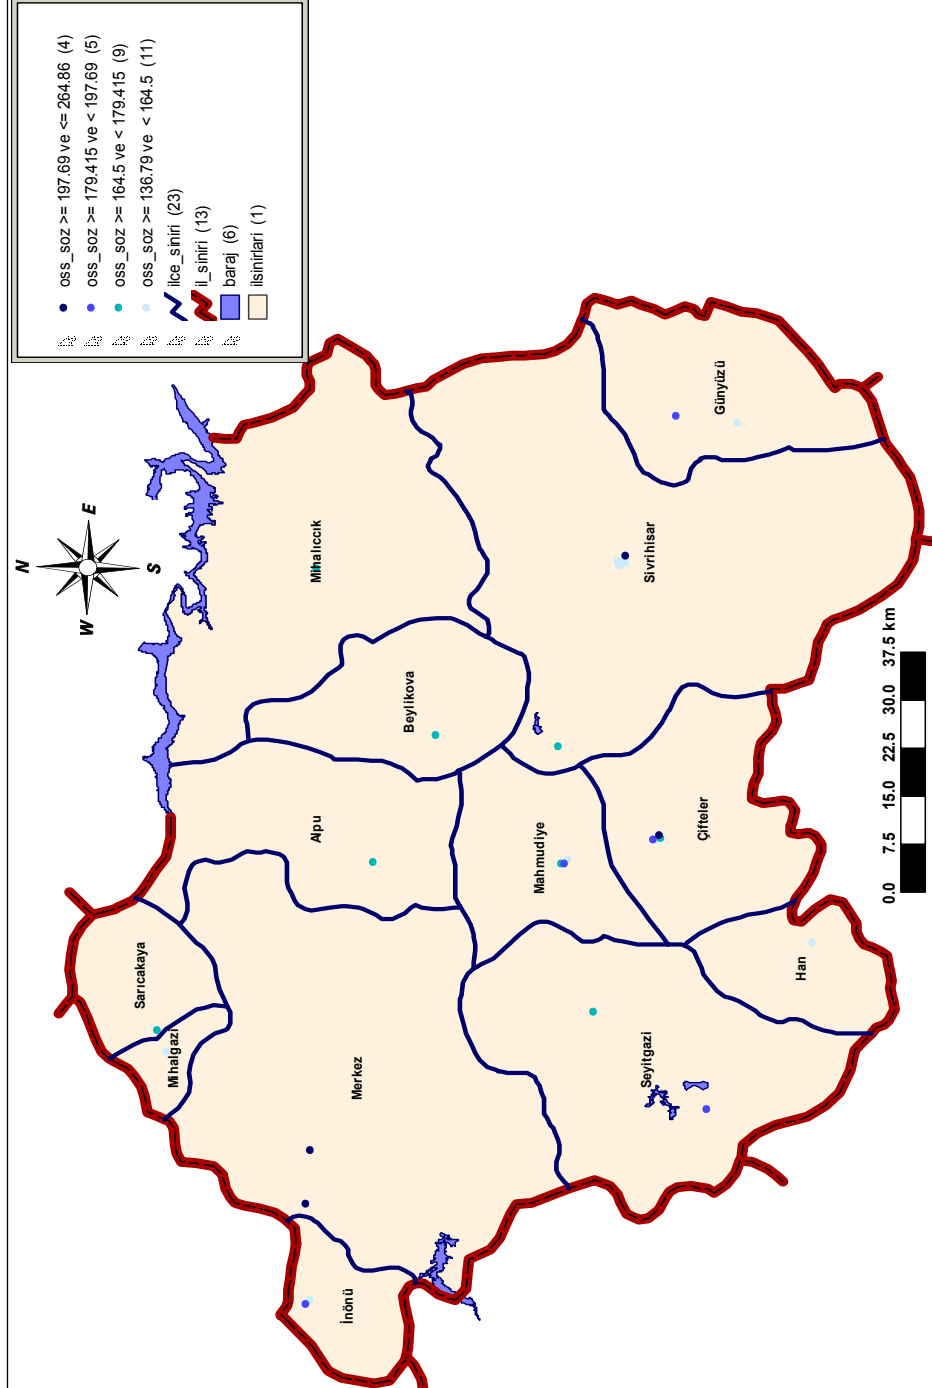 oss_soz >= 197.69 ve <= 264.86 (4)
oss_soz >= 179.415 ve < 197.69 (5)
oss_soz >= 164.5 ve < 179.415 (9)
oss_soz >= 136.79 ve < 164.5 (11)
ilce_siniri (23)
il_siniri (13)
baraj (6)
ilsinirlari (1)
N
E
S
W
Mihalıccık
Günyüzü
Sivrihisar
Beylikova
Alpu
Mahmudiye
Çifteler
Sarıcakaya
Mihalgazi
Merkez
Han
Seyitgazi
İnönü
0.0 7.5 15.0 22.5 30.0 37.5 km